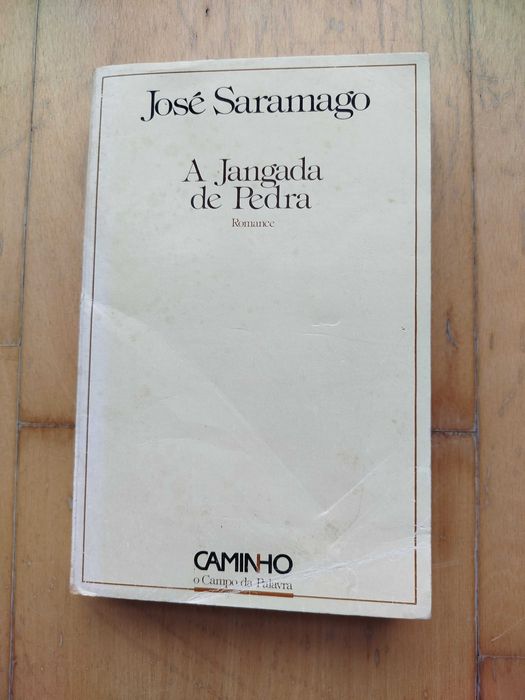 José Saramago
A Jangada
de Pedra
Romance
CAMINHO
o Campo da Palavra